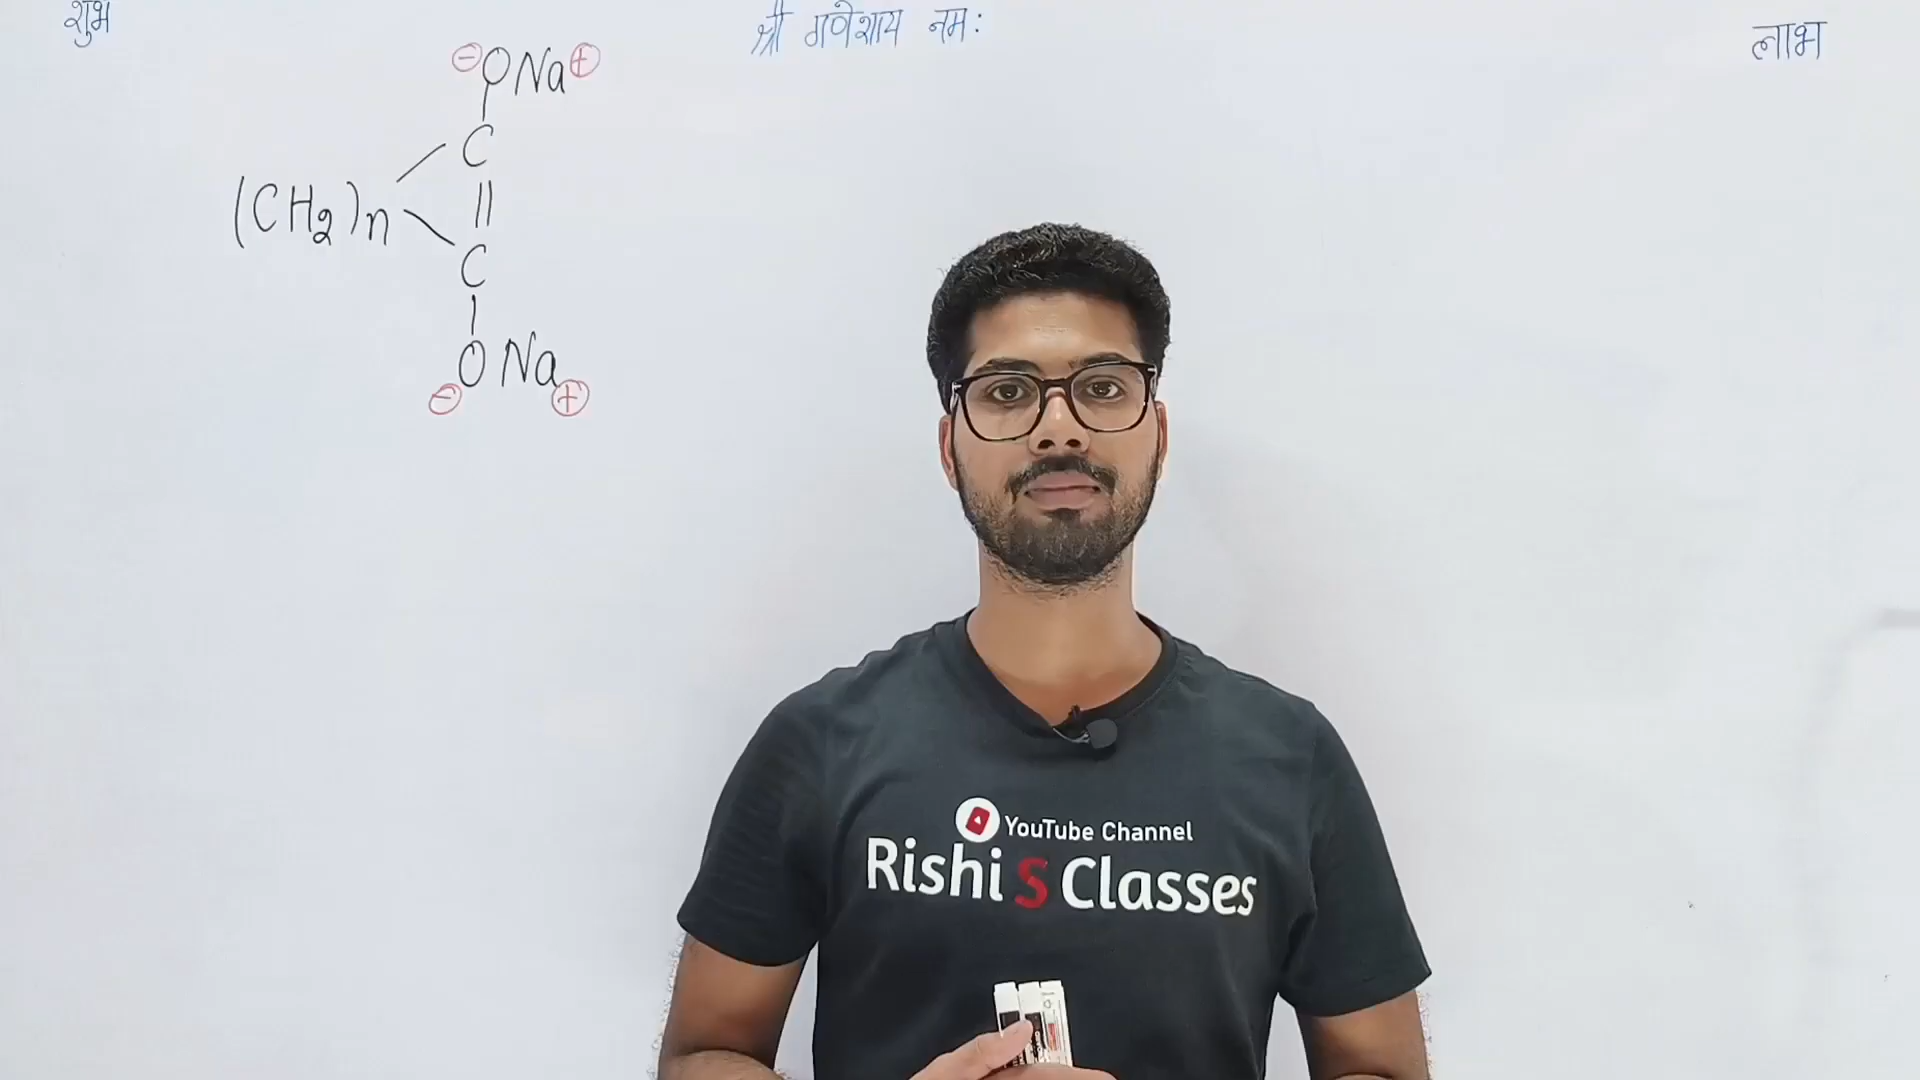 शुभ
श्री गणेशाय नमः
लाभ
⊖ONa⊕
C
(CH2)n
C
ONa
⊖ ⊕
YouTube Channel
Rishi S Classes